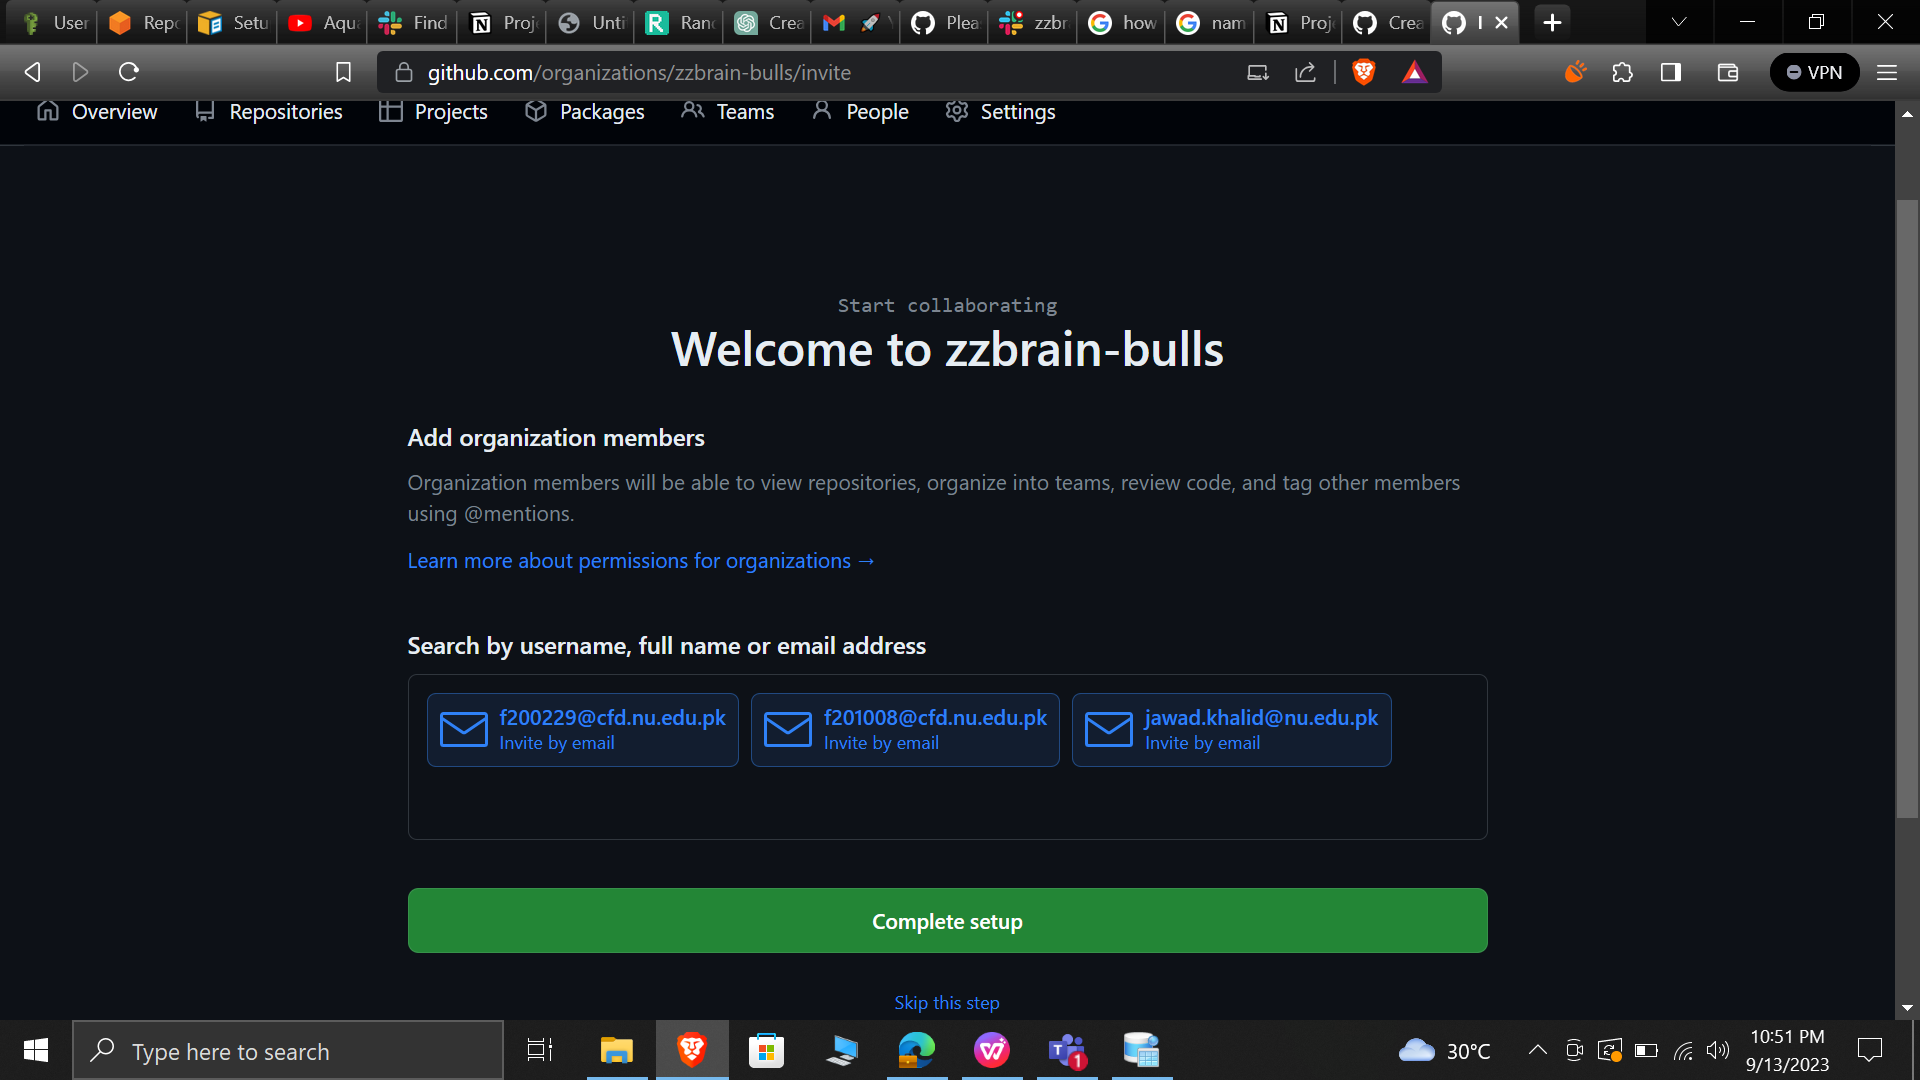 User
Repo
Setu
Aqua
Find
Proj
Unti
Ranc
Crea
Plea
zzbr
how
nam
Proj
Crea
github.com/organizations/zzbrain-bulls/invite
VPN
Overview
Repositories
Projects
Packages
Teams
People
Settings
Start collaborating
Welcome to zzbrain-bulls
Add organization members
Organization members will be able to view repositories, organize into teams, review code, and tag other members
using @mentions.
Learn more about permissions for organizations →
Search by username, full name or email address
f200229@cfd.nu.edu.pk
Invite by email
f201008@cfd.nu.edu.pk
Invite by email
jawad.khalid@nu.edu.pk
Invite by email
Complete setup
Skip this step
Type here to search
1
30°C
10:51 PM
9/13/2023